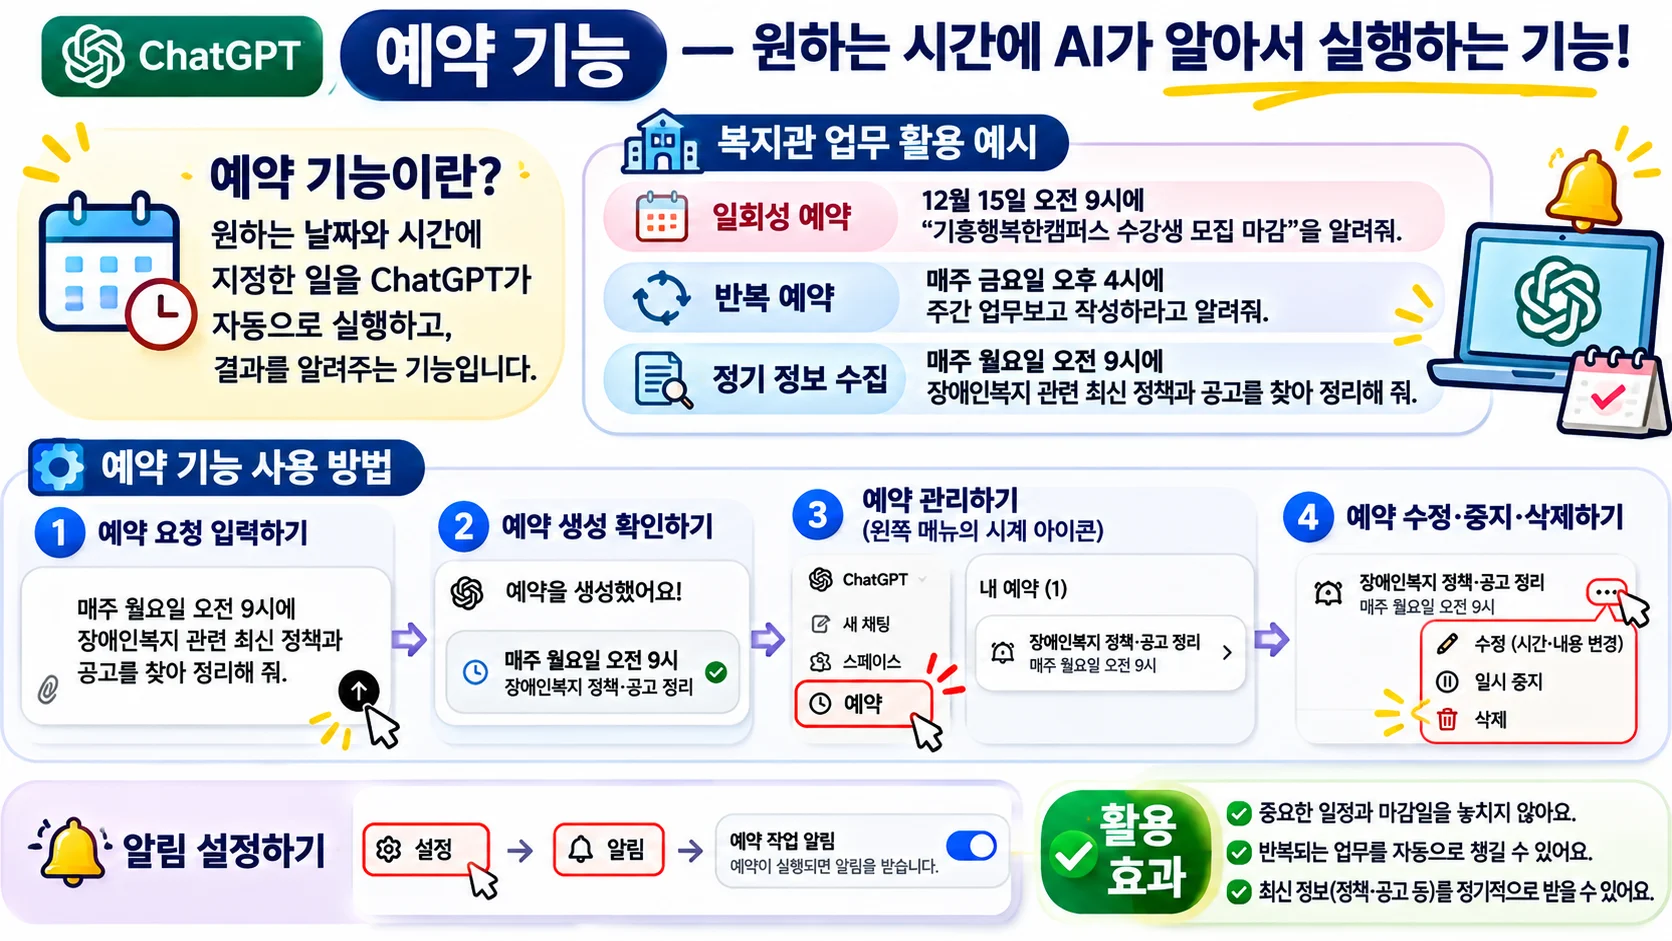 ChatGPT 예약 기능 — 원하는 시간에 AI가 알아서 실행하는 기능!
예약 기능이란?
원하는 날짜와 시간에
지정한 일을 ChatGPT가
자동으로 실행하고,
결과를 알려주는 기능입니다.
복지관 업무 활용 예시
일회성 예약
12월 15일 오전 9시에
“기흥행복한캠퍼스 수강생 모집 마감”을 알려줘.
반복 예약
매주 금요일 오후 4시에
주간 업무보고 작성하라고 알려줘.
정기 정보 수집
매주 월요일 오전 9시에
장애인복지 관련 최신 정책과 공고를 찾아 정리해 줘.
예약 기능 사용 방법
1 예약 요청 입력하기
매주 월요일 오전 9시에
장애인복지 관련 최신 정책과
공고를 찾아 정리해 줘.
2 예약 생성 확인하기
예약을 생성했어요!
매주 월요일 오전 9시
장애인복지 정책·공고 정리
3 예약 관리하기
(왼쪽 메뉴의 시계 아이콘)
ChatGPT
새 채팅
스페이스
예약
내 예약 (1)
장애인복지 정책·공고 정리
매주 월요일 오전 9시
4 예약 수정·중지·삭제하기
장애인복지 정책·공고 정리
매주 월요일 오전 9시
수정 (시간·내용 변경)
일시 중지
삭제
알림 설정하기
설정
알림
예약 작업 알림
예약이 실행되면 알림을 받습니다.
활용
효과
중요한 일정과 마감일을 놓치지 않아요.
반복되는 업무를 자동으로 챙길 수 있어요.
최신 정보(정책·공고 등)를 정기적으로 받을 수 있어요.